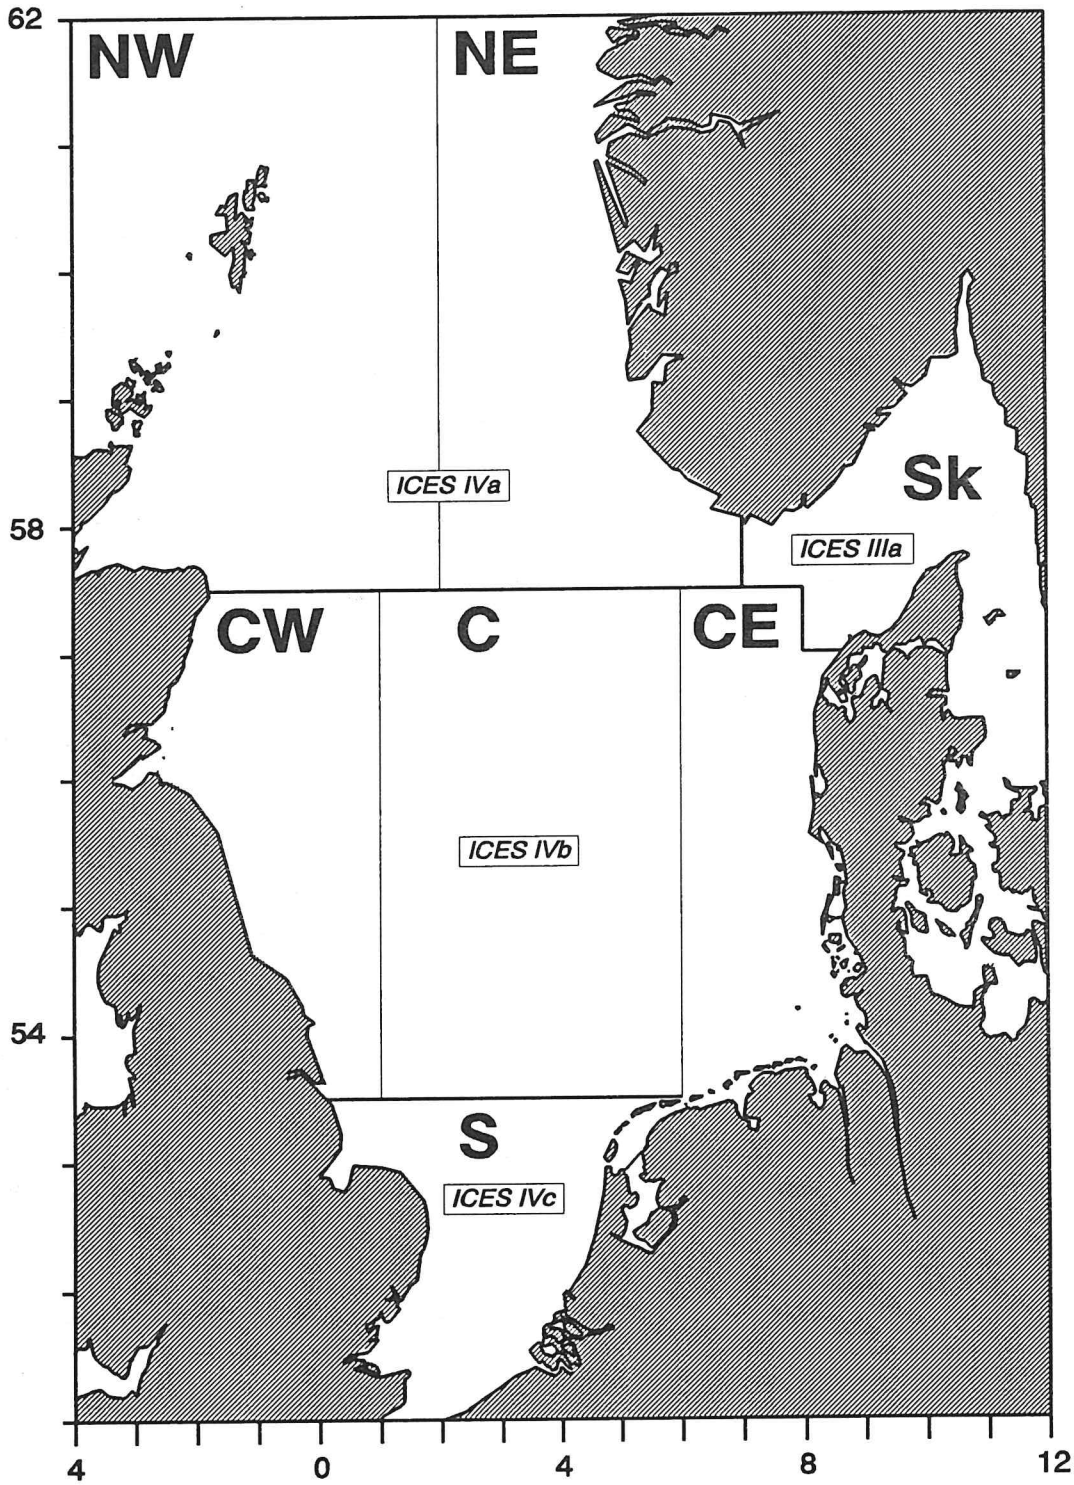 62
NW NE
ICES IVa
Sk
58
ICES IIIa
CW C CE
ICES IVb
54
S
ICES IVc
4 0 4 8 12